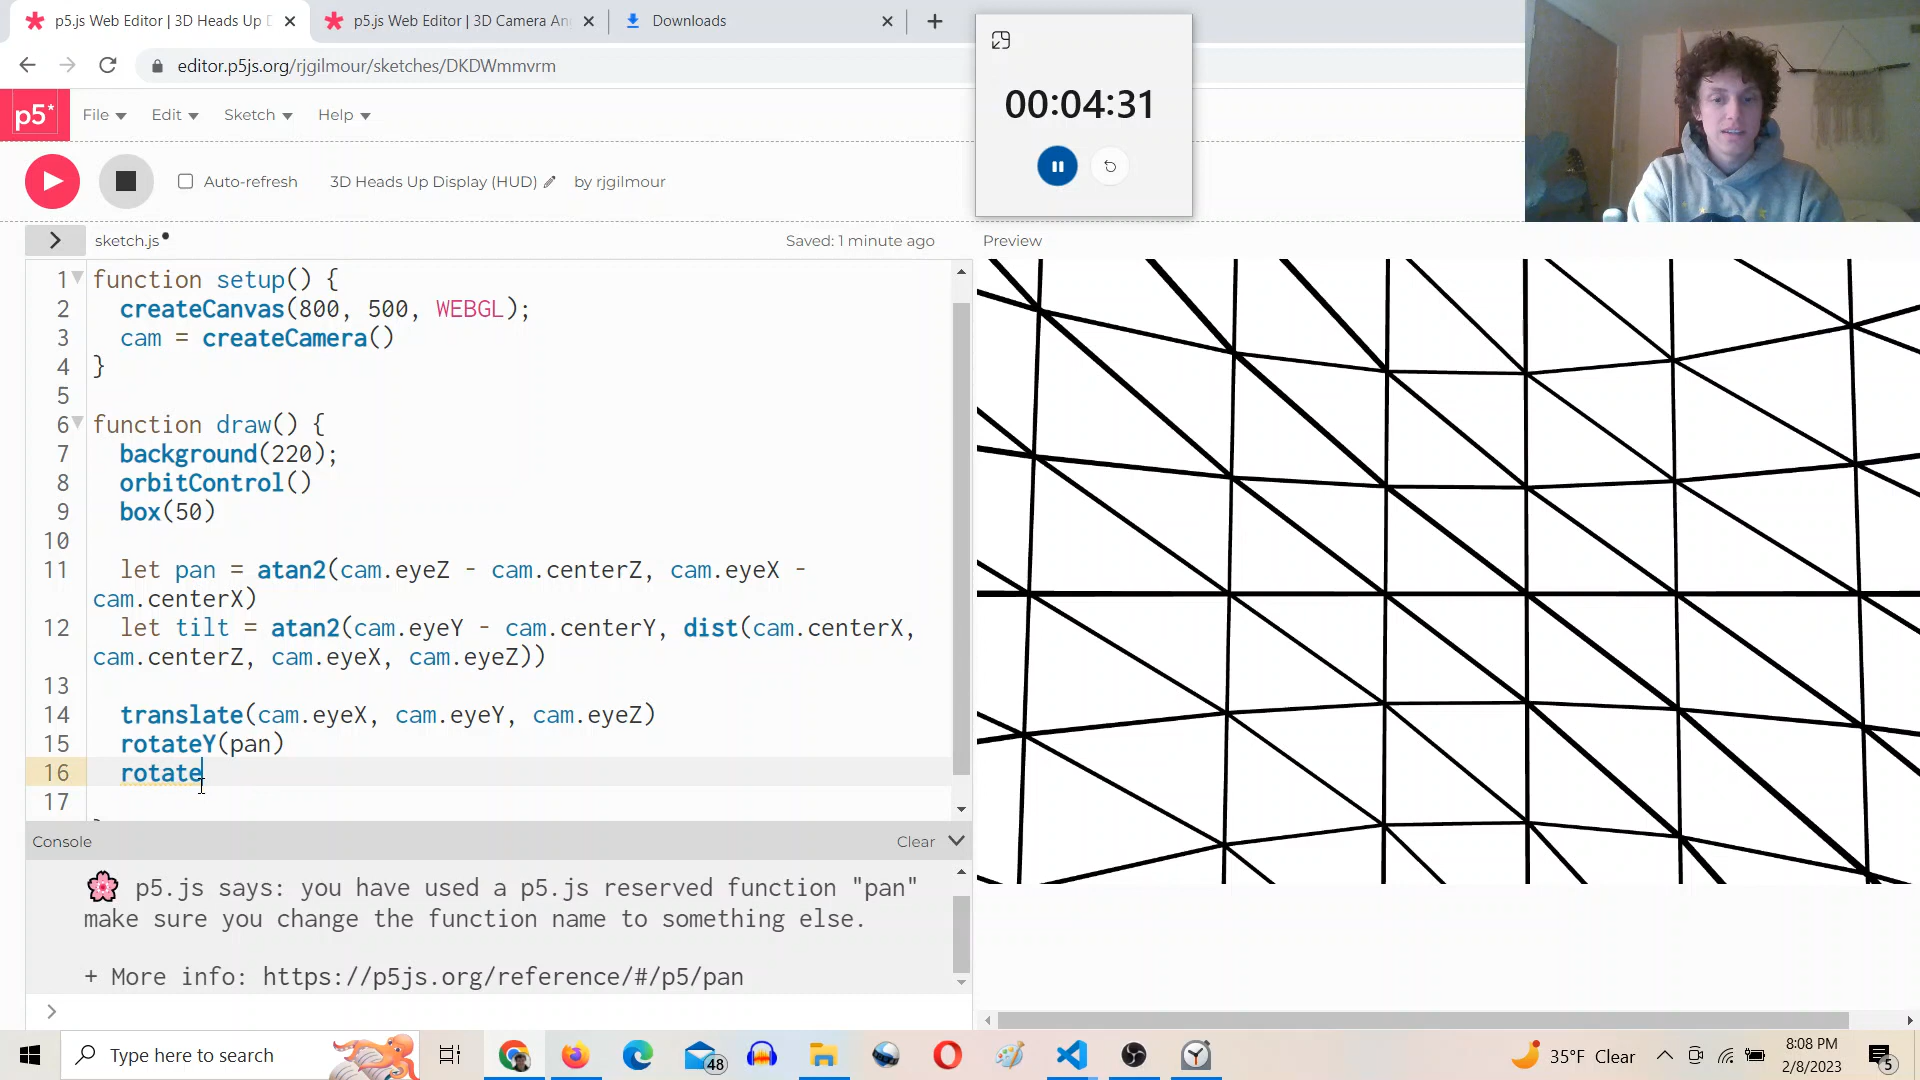 p5.js Web Editor | 3D Heads Up D
p5.js Web Editor | 3D Camera An
Downloads
editor.p5js.org/rjgilmour/sketches/DKDWmmvrm
00:04:31
p5*
File
Edit
Sketch
Help
Auto-refresh
3D Heads Up Display (HUD)
by rjgilmour
sketch.js
Saved: 1 minute ago
Preview
1 function setup() {
2 createCanvas(800, 500, WEBGL);
3 cam = createCamera()
4 }
5
6 function draw() {
7 background(220);
8 orbitControl()
9 box(50)
10
11 let pan = atan2(cam.eyeZ - cam.centerZ, cam.eyeX -
cam.centerX)
12 let tilt = atan2(cam.eyeY - cam.centerY, dist(cam.centerX,
cam.centerZ, cam.eyeX, cam.eyeZ))
13
14 translate(cam.eyeX, cam.eyeY, cam.eyeZ)
15 rotateY(pan)
16 rotate
17
Console
Clear
🌸 p5.js says: you have used a p5.js reserved function "pan"
make sure you change the function name to something else.
+ More info: https://p5js.org/reference/#/p5/pan
>
Type here to search
48
35°F Clear
8:08 PM
2/8/2023
5